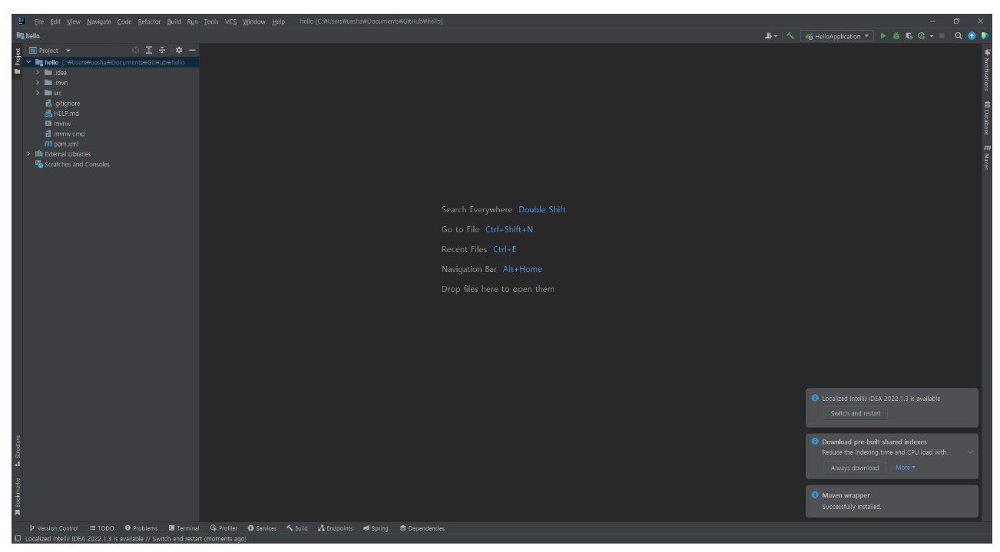 File Edit View Navigate Code Refactor Build Run Tools VCS Window Help hello [C:₩Users₩uesha₩Documents₩GitHub₩hello]
hello
HelloApplication
Project
Project
hello C:₩Users₩uesha₩Documents₩GitHub₩hello
.idea
.mvn
src
.gitignore
HELP.md
mvnw
mvnw.cmd
pom.xml
External Libraries
Scratches and Consoles
Structure
Bookmarks
Search Everywhere Double Shift
Go to File Ctrl+Shift+N
Recent Files Ctrl+E
Navigation Bar Alt+Home
Drop files here to open them
Notifications
Database
Maven
Localized IntelliJ IDEA 2022.1.3 is available
Switch and restart
Download pre-built shared indexes
Reduce the indexing time and CPU load with...
Always download More
Maven wrapper
Successfully installed.
Version Control TODO Problems Terminal Profiler Services Build Endpoints Spring Dependencies
Localized IntelliJ IDEA 2022.1.3 is available // Switch and restart (moments ago)